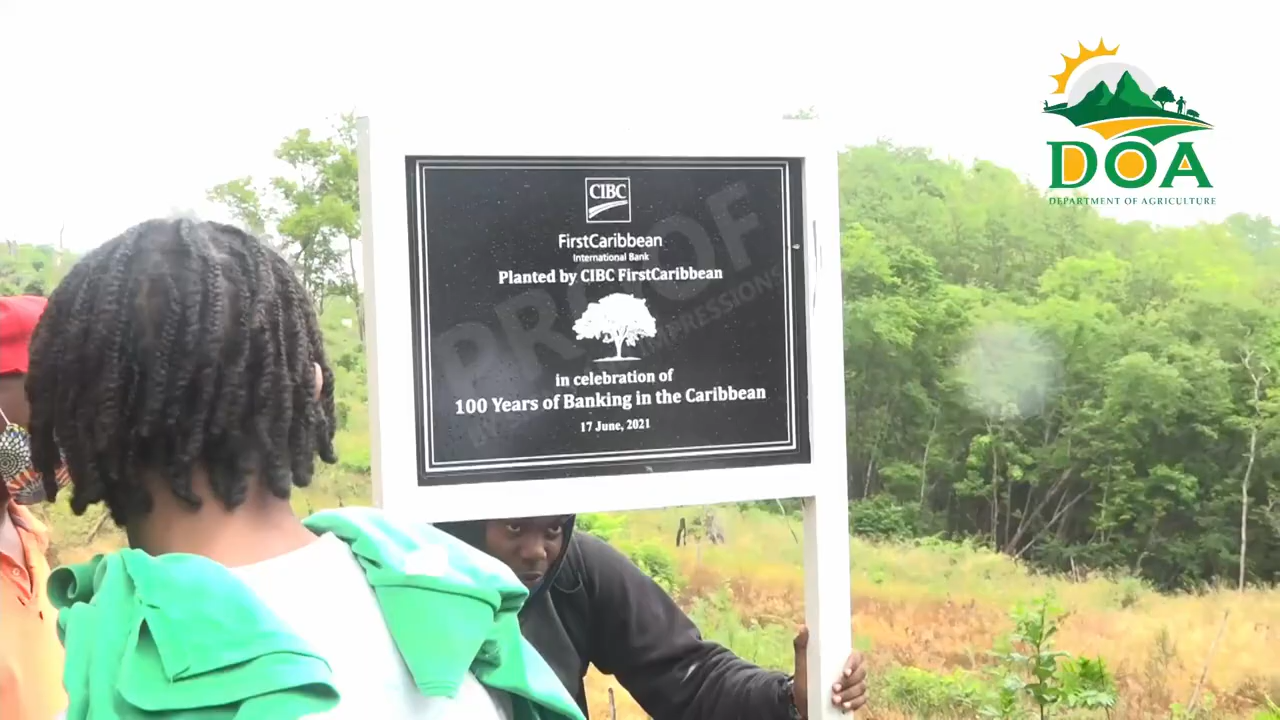 CIBC
FirstCaribbean
International Bank
Planted by CIBC FirstCaribbean
PROOF
IMPRESSIONS
in celebration of
100 Years of Banking in the Caribbean
17 June, 2021
DOA
DEPARTMENT OF AGRICULTURE